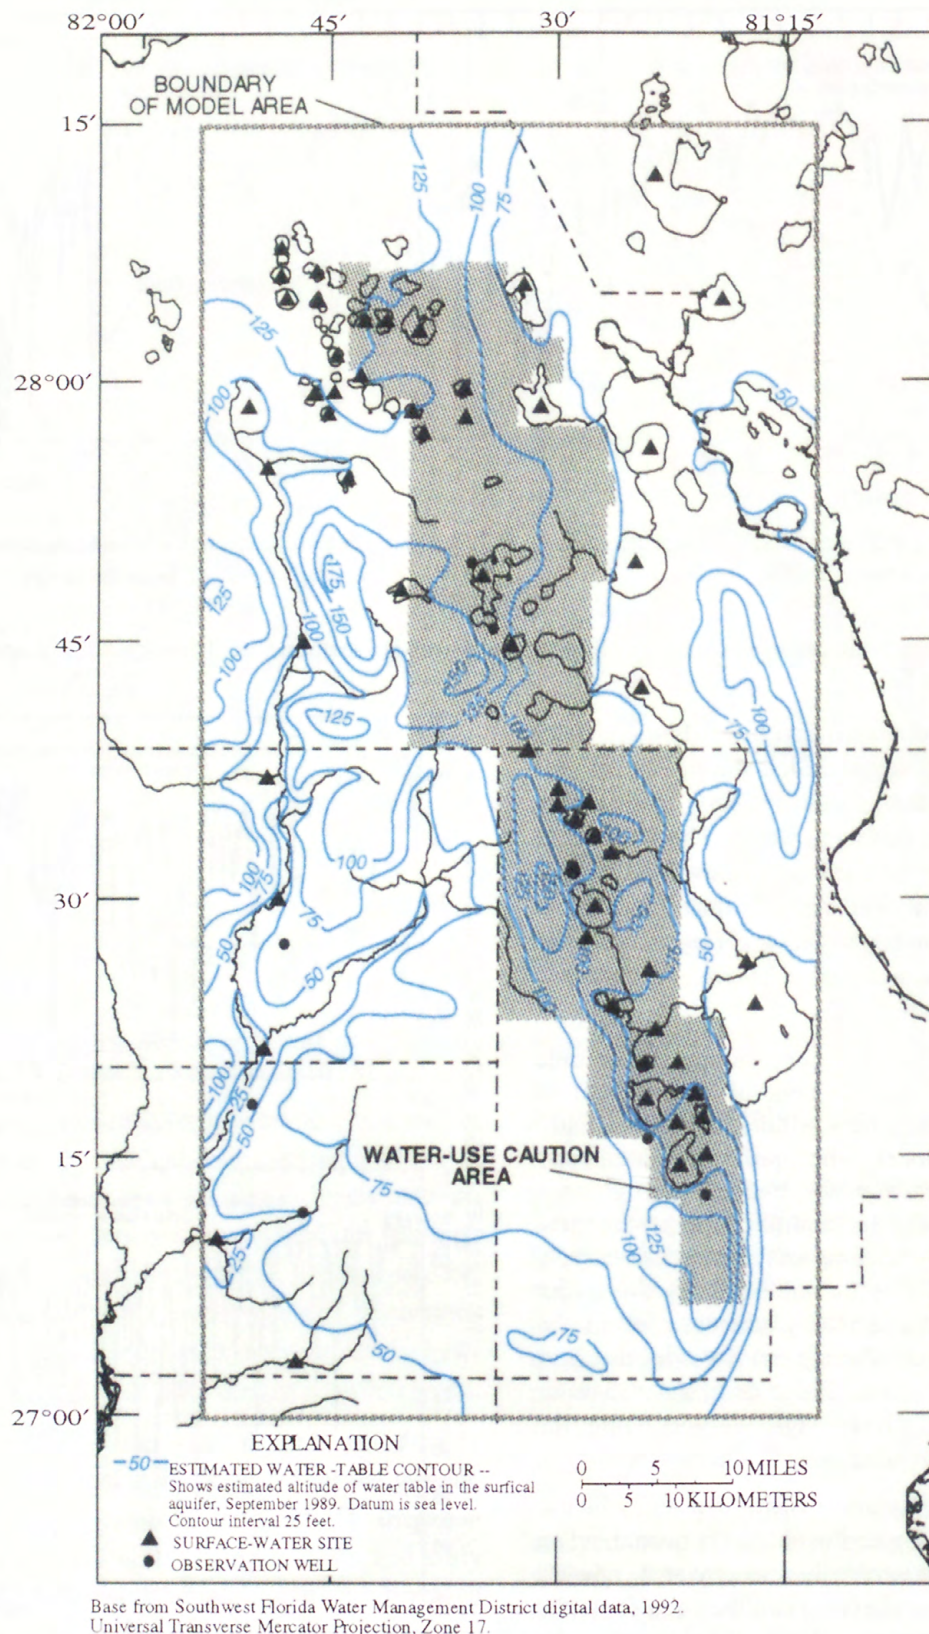 82°00′ 45′ 30′ 81°15′
BOUNDARY
OF MODEL AREA
15′
125
100
75
125
28°00′
100
50
175
150
125
100
45′
100
125
100
75
100
100
75
30′
75
50
50
50
100
25
50
15′
WATER-USE CAUTION
AREA
75
125
100
25
75
50
27°00′
EXPLANATION
50 ESTIMATED WATER -TABLE CONTOUR --
Shows estimated altitude of water table in the surfical
aquifer, September 1989. Datum is sea level.
Contour interval 25 feet.
SURFACE-WATER SITE
OBSERVATION WELL
0 5 10 MILES
0 5 10 KILOMETERS
Base from Southwest Florida Water Management District digital data, 1992.
Universal Transverse Mercator Projection, Zone 17.